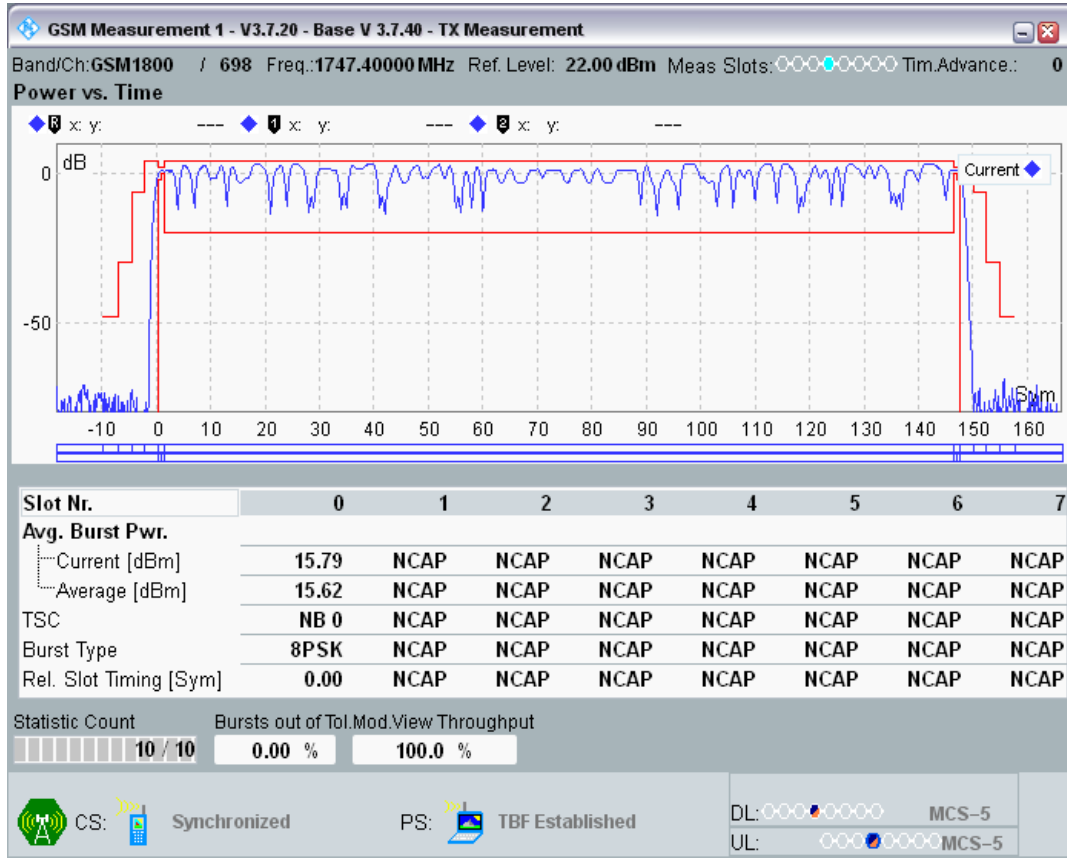 GSM Measurement 1 - V3.7.20 - Base V 3.7.40 - TX Measurement
Band/Ch:GSM1800 / 698 Freq.:1747.40000 MHz Ref. Level: 22.00 dBm Meas Slots: Tim.Advance.: 0
Power vs. Time
R x: y: --- 1 x: y: --- 2 x: y: ---
dB
Current
0
-50
Sym
-10 0 10 20 30 40 50 60 70 80 90 100 110 120 130 140 150 160
Slot Nr. 0 1 2 3 4 5 6 7
Avg. Burst Pwr.
Current [dBm] 15.79 NCAP NCAP NCAP NCAP NCAP NCAP NCAP
Average [dBm] 15.62 NCAP NCAP NCAP NCAP NCAP NCAP NCAP
TSC NB 0 NCAP NCAP NCAP NCAP NCAP NCAP NCAP
Burst Type 8PSK NCAP NCAP NCAP NCAP NCAP NCAP NCAP
Rel. Slot Timing [Sym] 0.00 NCAP NCAP NCAP NCAP NCAP NCAP NCAP
Statistic Count Bursts out of Tol.Mod.View Throughput
10 / 10 0.00 % 100.0 %
CS: Synchronized PS: TBF Established
DL: MCS-5
UL: MCS-5